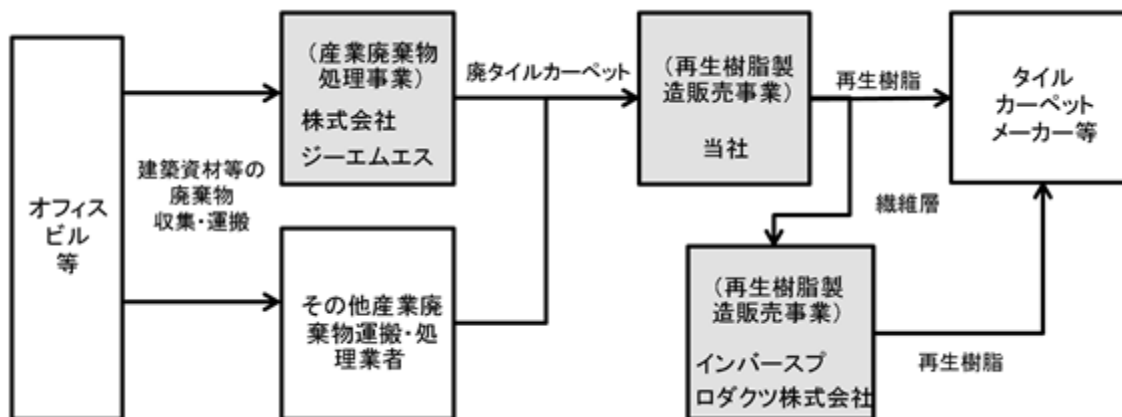 オフィス
ビル
等
建築資材等の
廃棄物
収集・運搬
（産業廃棄物
処理事業）
株式会社
ジーエムエス
その他産業廃
棄物運搬・処
理業者
廃タイルカーペット
（再生樹脂製
造販売事業）
当社
再生樹脂
タイル
カーペット
メーカー等
繊維層
（再生樹脂製
造販売事業）
インバースプ
ロダクツ株式会社
再生樹脂